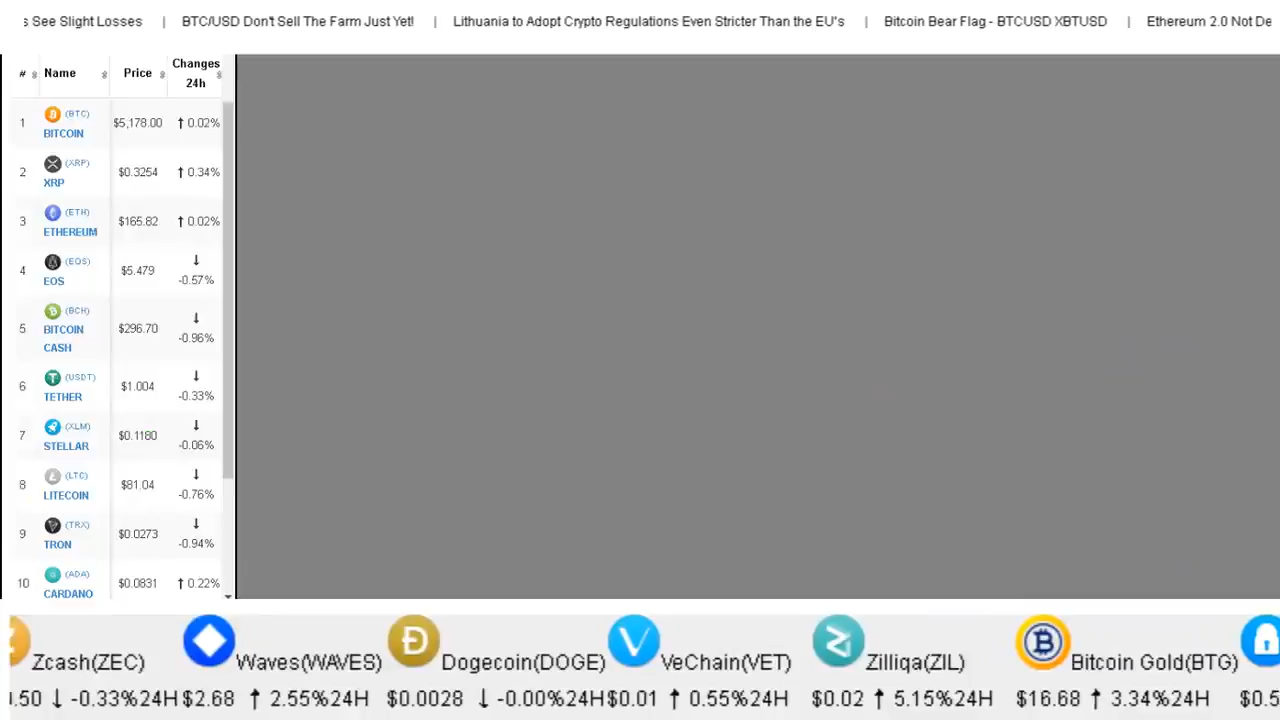 s See Slight Losses | BTC/USD Don't Sell The Farm Just Yet! | Lithuania to Adopt Crypto Regulations Even Stricter Than the EU's | Bitcoin Bear Flag - BTCUSD XBTUSD | Ethereum 2.0 Not De
# Name Price Changes 24h
1 (BTC) BITCOIN $5,178.00 ↑ 0.02%
2 (XRP) XRP $0.3254 ↑ 0.34%
3 (ETH) ETHEREUM $165.82 ↑ 0.02%
4 (EOS) EOS $5.479 ↓ -0.57%
5 (BCH) BITCOIN CASH $296.70 ↓ -0.96%
6 (USDT) TETHER $1.004 ↓ -0.33%
7 (XLM) STELLAR $0.1180 ↓ -0.06%
8 (LTC) LITECOIN $81.04 ↓ -0.76%
9 (TRX) TRON $0.0273 ↓ -0.94%
10 (ADA) CARDANO $0.0831 ↑ 0.22%
Zcash(ZEC) Waves(WAVES) Dogecoin(DOGE) VeChain(VET) Zilliqa(ZIL) Bitcoin Gold(BTG)
.50 ↓ -0.33%24H $2.68 ↑ 2.55%24H $0.0028 ↓ -0.00%24H $0.01 ↑ 0.55%24H $0.02 ↑ 5.15%24H $16.68 ↑ 3.34%24H $0.5